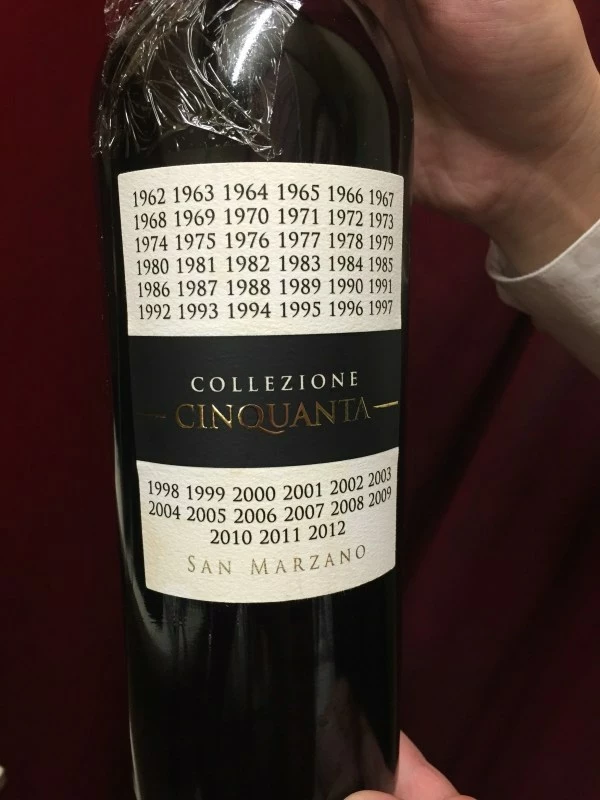 1962 1963 1964 1965 1966 1967
1968 1969 1970 1971 1972 1973
1974 1975 1976 1977 1978 1979
1980 1981 1982 1983 1984 1985
1986 1987 1988 1989 1990 1991
1992 1993 1994 1995 1996 1997
COLLEZIONE
CINQUANTA
1998 1999 2000 2001 2002 2003
2004 2005 2006 2007 2008 2009
2010 2011 2012
SAN MARZANO